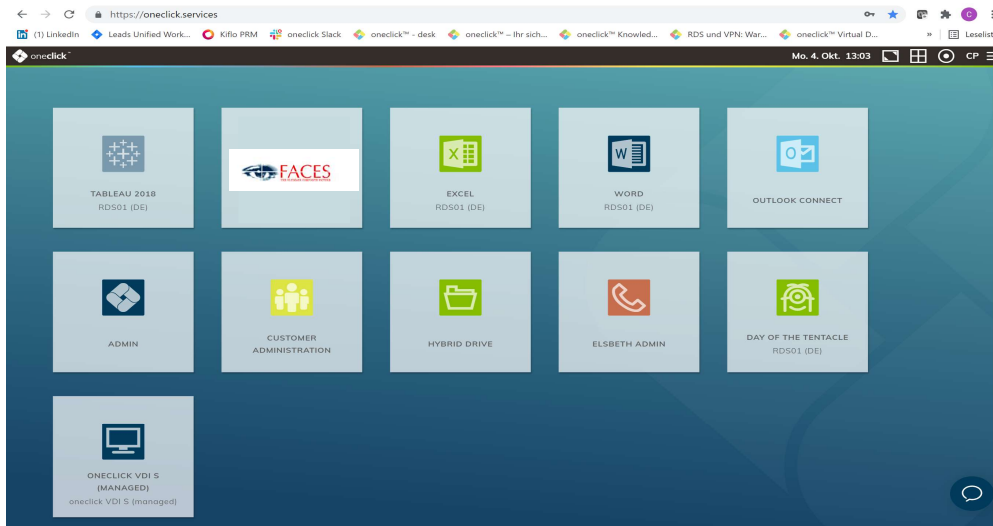 https://oneclick.services
C
(1) LinkedIn
Leads Unified Work...
Kiflo PRM
oneclick Slack
oneclick™ - desk
oneclick™ – Ihr sich...
oneclick™ Knowled...
RDS und VPN: War...
oneclick™ Virtual D...
»
Leselist
oneclick™
Mo. 4. Okt. 13:03
CP
TABLEAU 2018
RDS01 (DE)
FACES
EXCEL
RDS01 (DE)
WORD
RDS01 (DE)
OUTLOOK CONNECT
ADMIN
CUSTOMER
ADMINISTRATION
HYBRID DRIVE
ELSBETH ADMIN
DAY OF THE TENTACLE
RDS01 (DE)
ONECLICK VDI S
(MANAGED)
oneclick VDI S (managed)